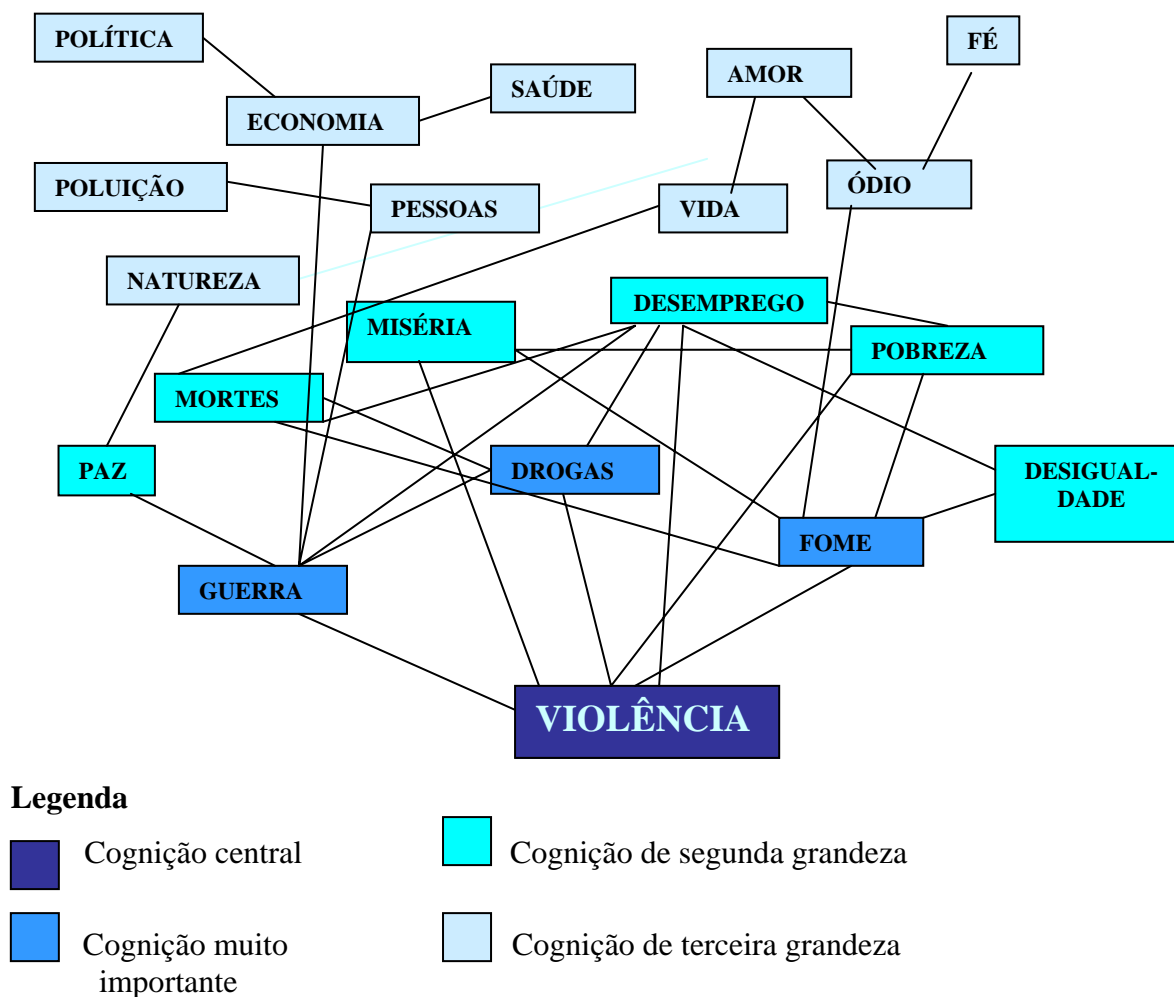 POLÍTICA
FÉ
AMOR
SAÚDE
ECONOMIA
POLUIÇÃO
ÓDIO
PESSOAS
VIDA
NATUREZA
DESEMPREGO
MISÉRIA
POBREZA
MORTES
PAZ
DROGAS
DESIGUAL-
DADE
FOME
GUERRA
VIOLÊNCIA
Legenda
Cognição central
Cognição de segunda grandeza
Cognição muito
importante
Cognição de terceira grandeza